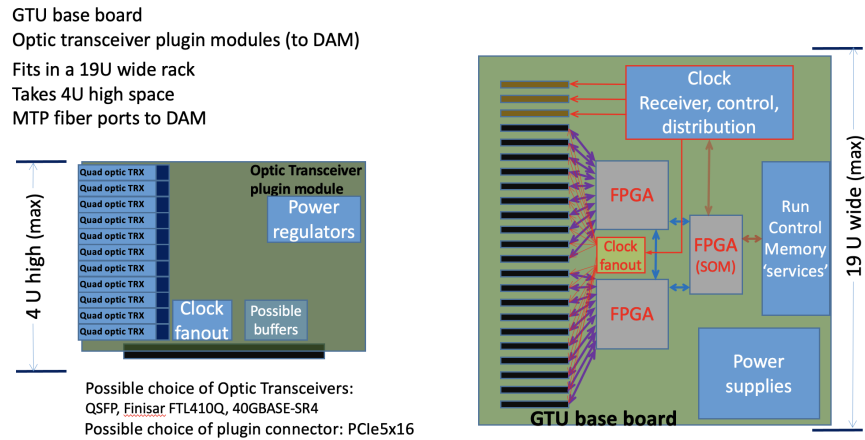 GTU base board
Optic transceiver plugin modules (to DAM)
Fits in a 19U wide rack
Takes 4U high space
MTP fiber ports to DAM
4 U high (max)
Quad optic TRX
Quad optic TRX
Quad optic TRX
Quad optic TRX
Quad optic TRX
Quad optic TRX
Quad optic TRX
Quad optic TRX
Quad optic TRX
Quad optic TRX
Quad optic TRX
Optic Transceiver
plugin module
Power
regulators
Clock
fanout
Possible
buffers
Possible choice of Optic Transceivers:
QSFP, Finisar FTL410Q, 40GBASE-SR4
Possible choice of plugin connector: PCIe5x16
Clock
Receiver, control,
distribution
FPGA
Clock
fanout
FPGA
FPGA
(SOM)
Run
Control
Memory
‘services’
Power
supplies
GTU base board
19 U wide (max)